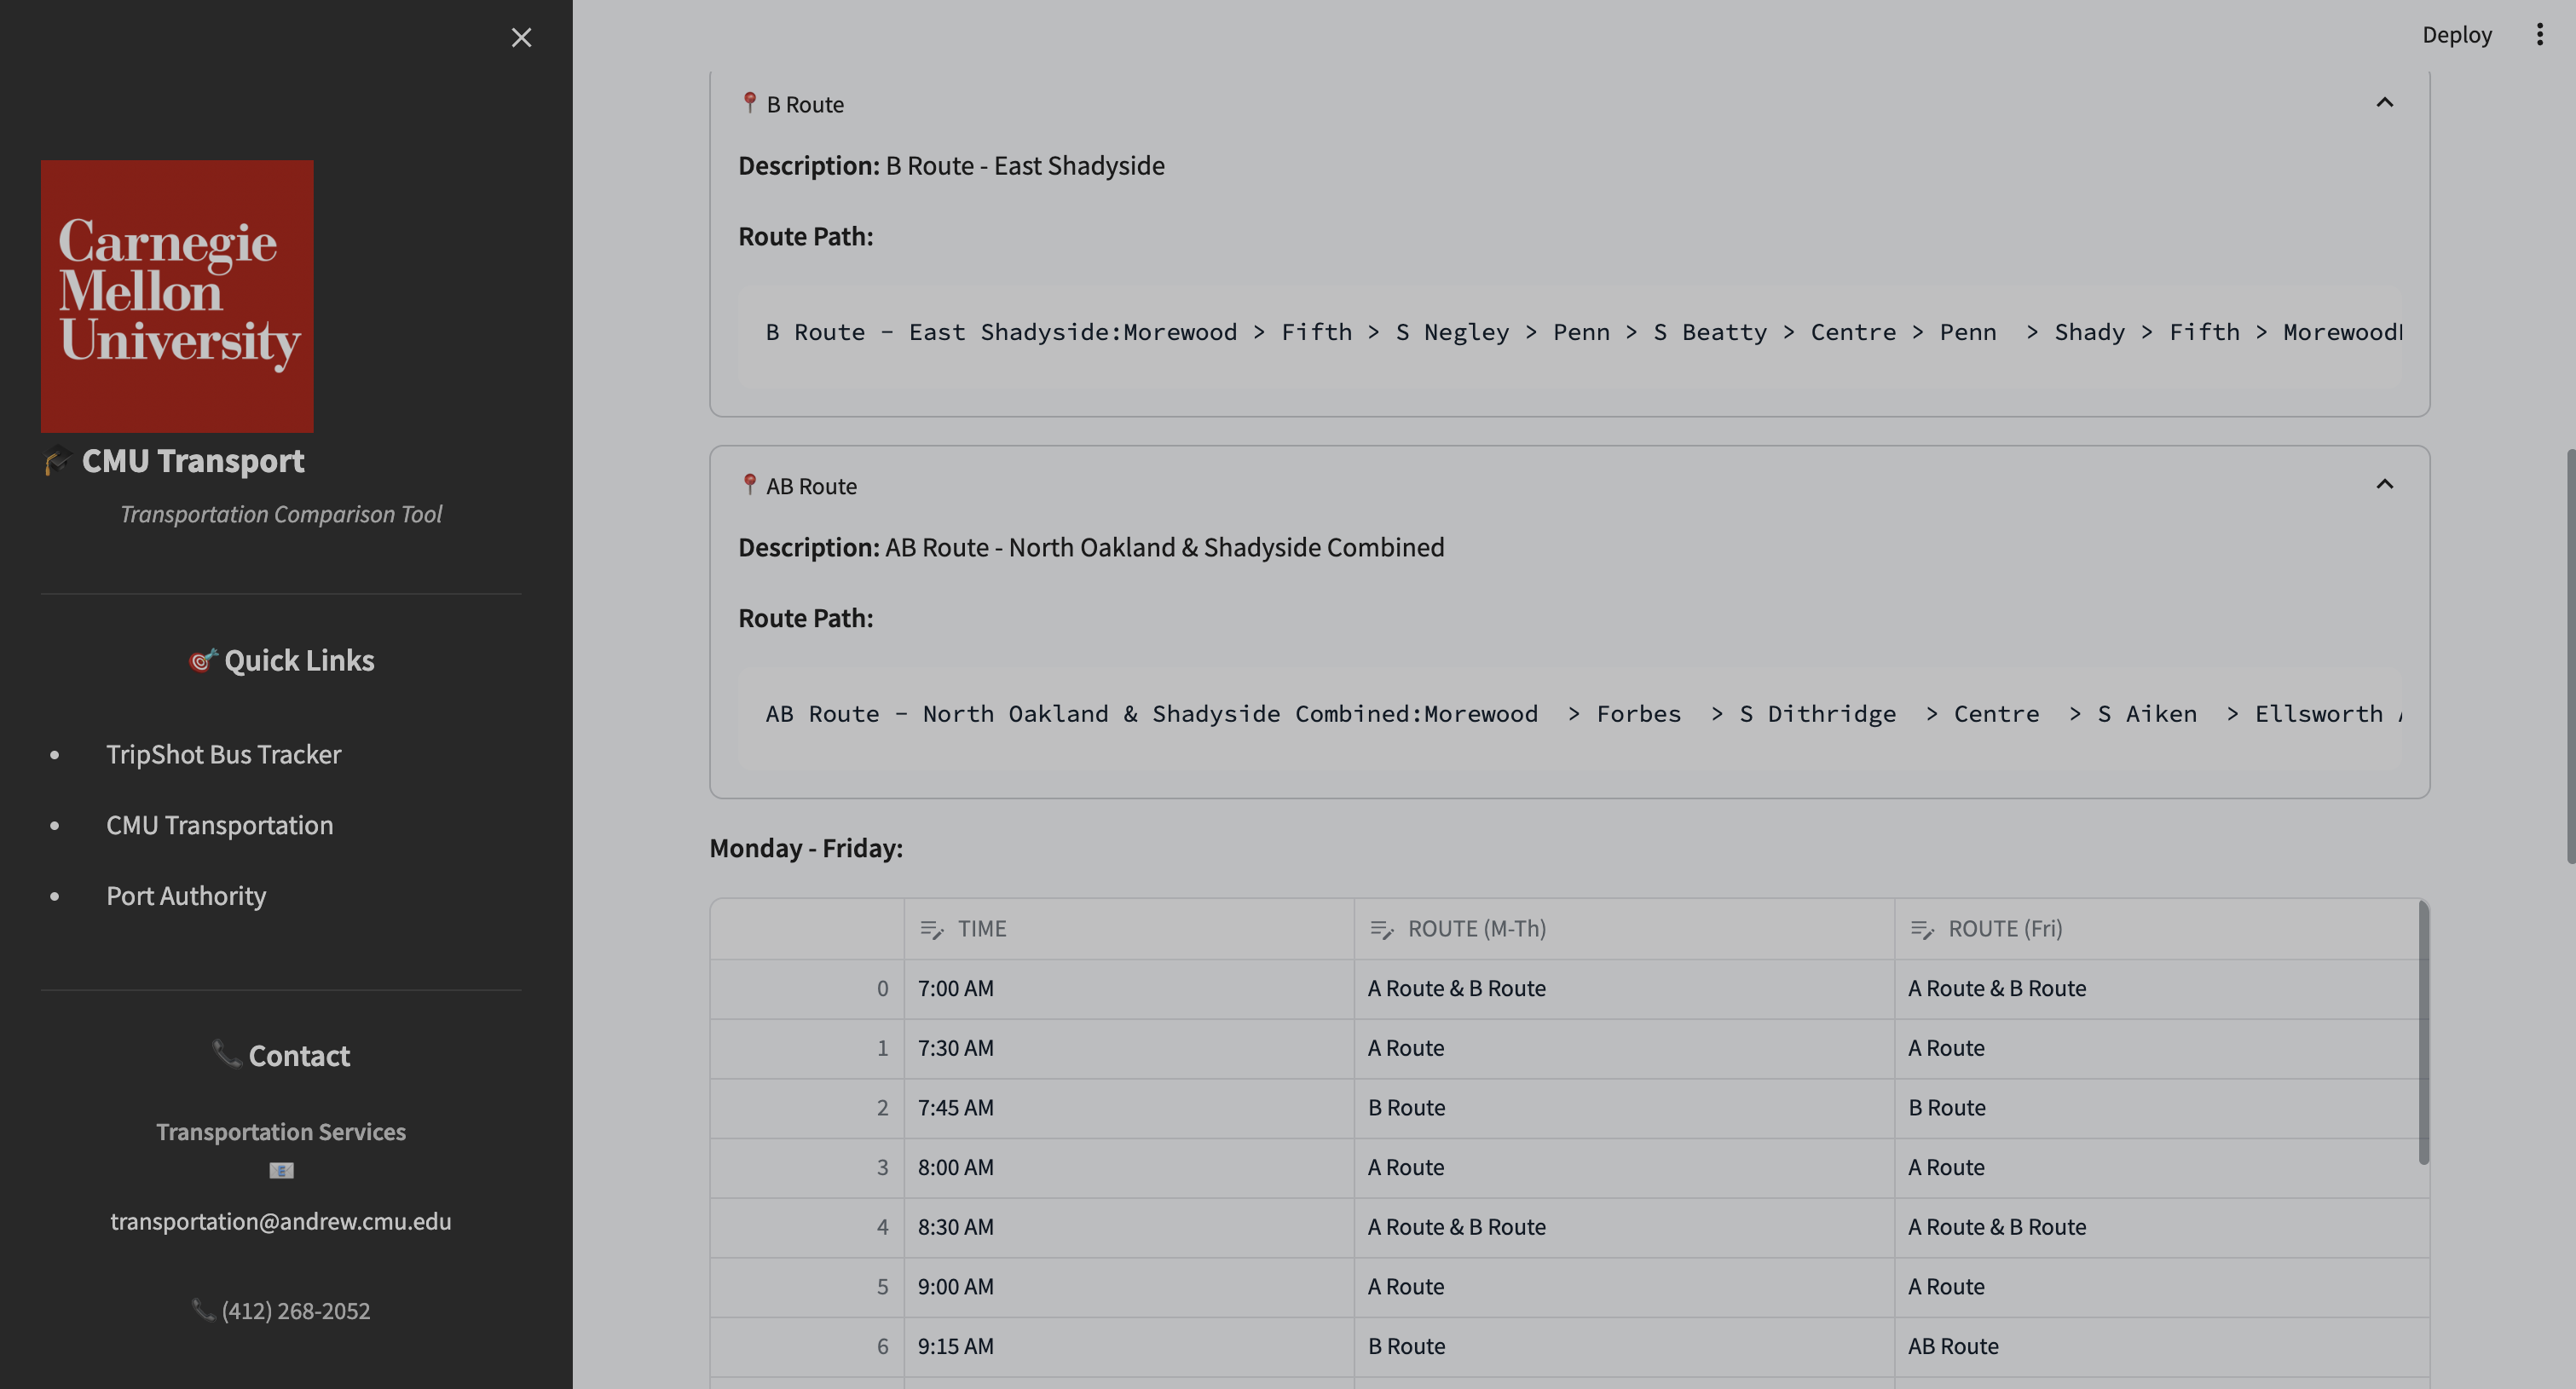 Carnegie
Mellon
University
🎓 CMU Transport
Transportation Comparison Tool
🎯 Quick Links
• TripShot Bus Tracker
• CMU Transportation
• Port Authority
📞 Contact
Transportation Services
📧
transportation@andrew.cmu.edu
📞 (412) 268-2052
Deploy
📍 B Route
Description: B Route - East Shadyside
Route Path:
B Route - East Shadyside:Morewood > Fifth > S Negley > Penn > S Beatty > Centre > Penn  > Shady > Fifth > Morewood
📍 AB Route
Description: AB Route - North Oakland & Shadyside Combined
Route Path:
AB Route - North Oakland & Shadyside Combined:Morewood  > Forbes  > S Dithridge  > Centre  > S Aiken  > Ellsworth
Monday - Friday:
TIME ROUTE (M-Th) ROUTE (Fri)
0 7:00 AM A Route & B Route A Route & B Route
1 7:30 AM A Route A Route
2 7:45 AM B Route B Route
3 8:00 AM A Route A Route
4 8:30 AM A Route & B Route A Route & B Route
5 9:00 AM A Route A Route
6 9:15 AM B Route AB Route